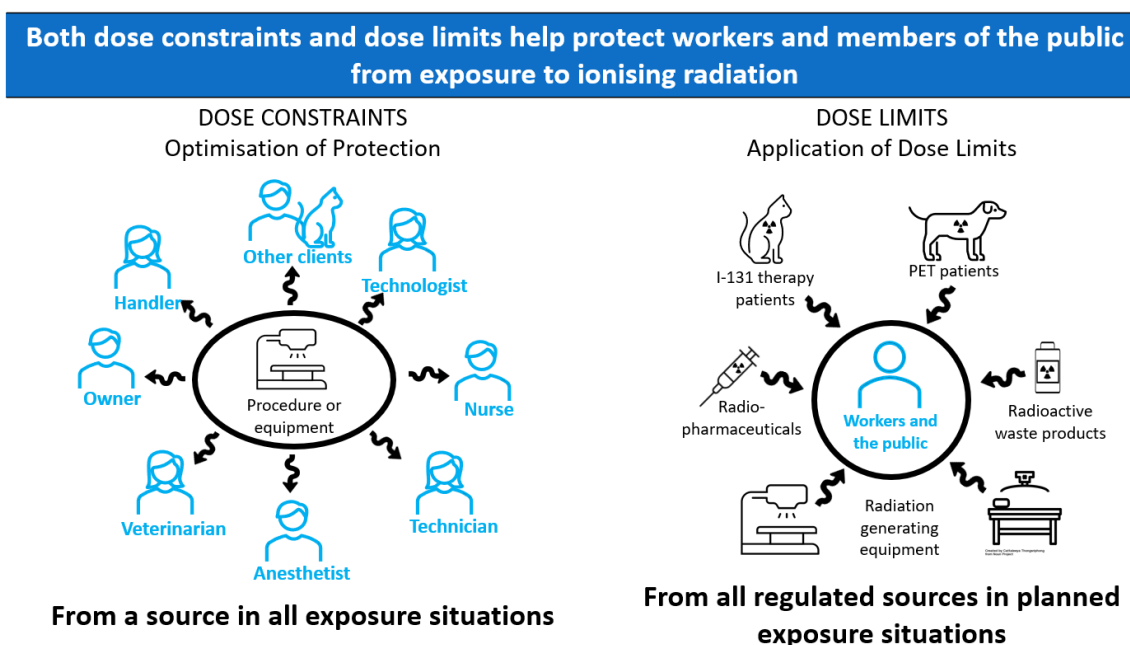 Both dose constraints and dose limits help protect workers and members of the public
from exposure to ionising radiation
DOSE CONSTRAINTS
Optimisation of Protection
Other clients
Technologist
Handler
Owner
Procedure or
equipment
Nurse
Veterinarian
Technician
Anesthetist
From a source in all exposure situations
DOSE LIMITS
Application of Dose Limits
I-131 therapy
patients
PET patients
Radio-
pharmaceuticals
Workers and
the public
Radioactive
waste products
Radiation
generating
equipment
From all regulated sources in planned
exposure situations